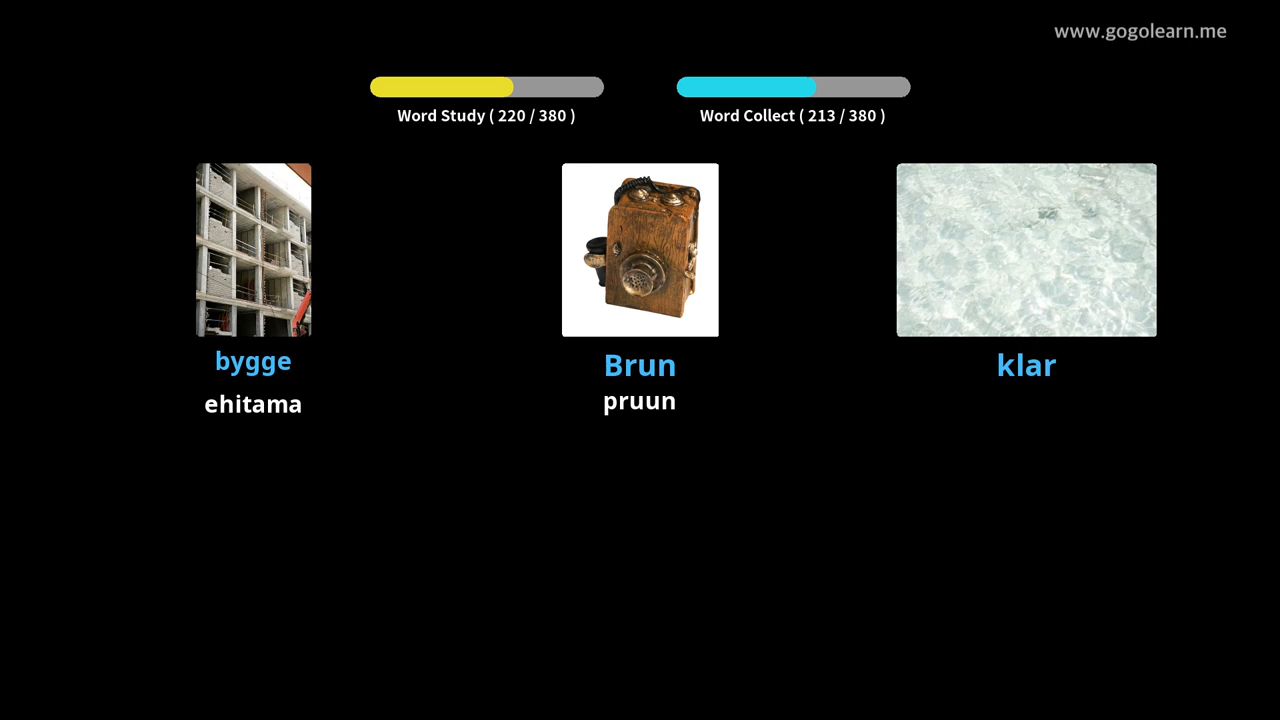 www.gogolearn.me
Word Study ( 220 / 380 )
Word Collect ( 213 / 380 )
bygge
ehitama
Brun
pruun
klar